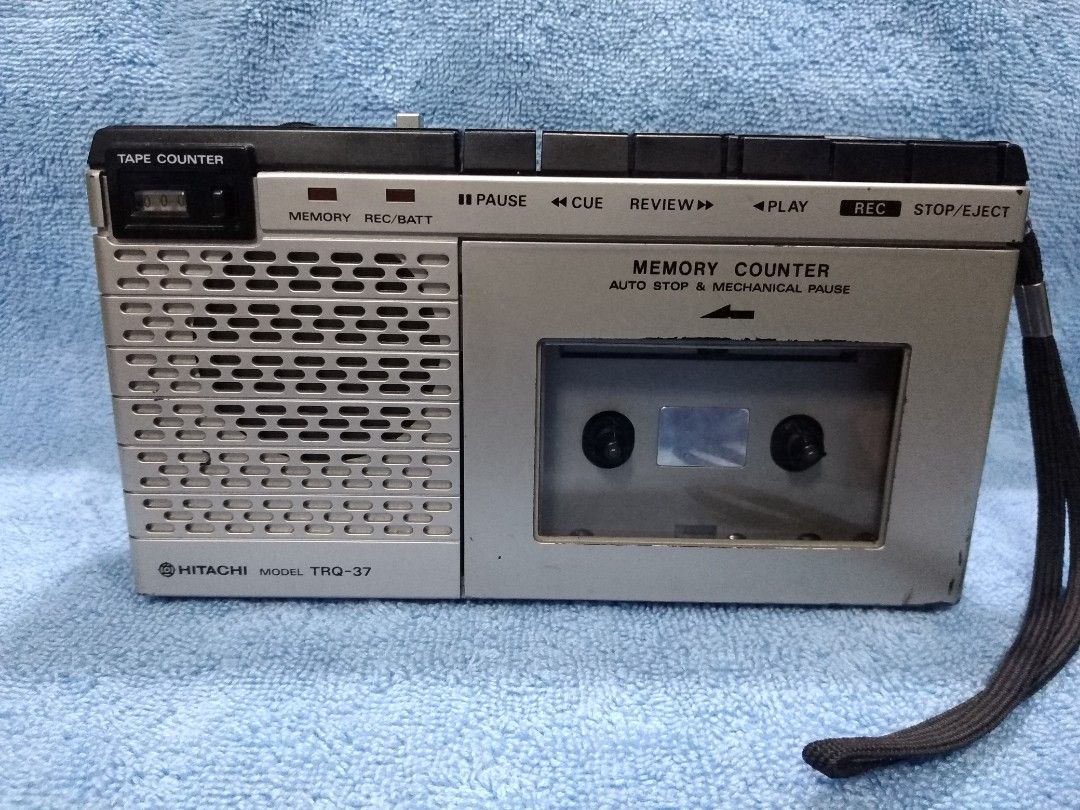 TAPE COUNTER
000
MEMORY
REC/BATT
PAUSE
CUE
REVIEW
PLAY
REC
STOP/EJECT
MEMORY COUNTER
AUTO STOP & MECHANICAL PAUSE
HITACHI MODEL TRQ-37